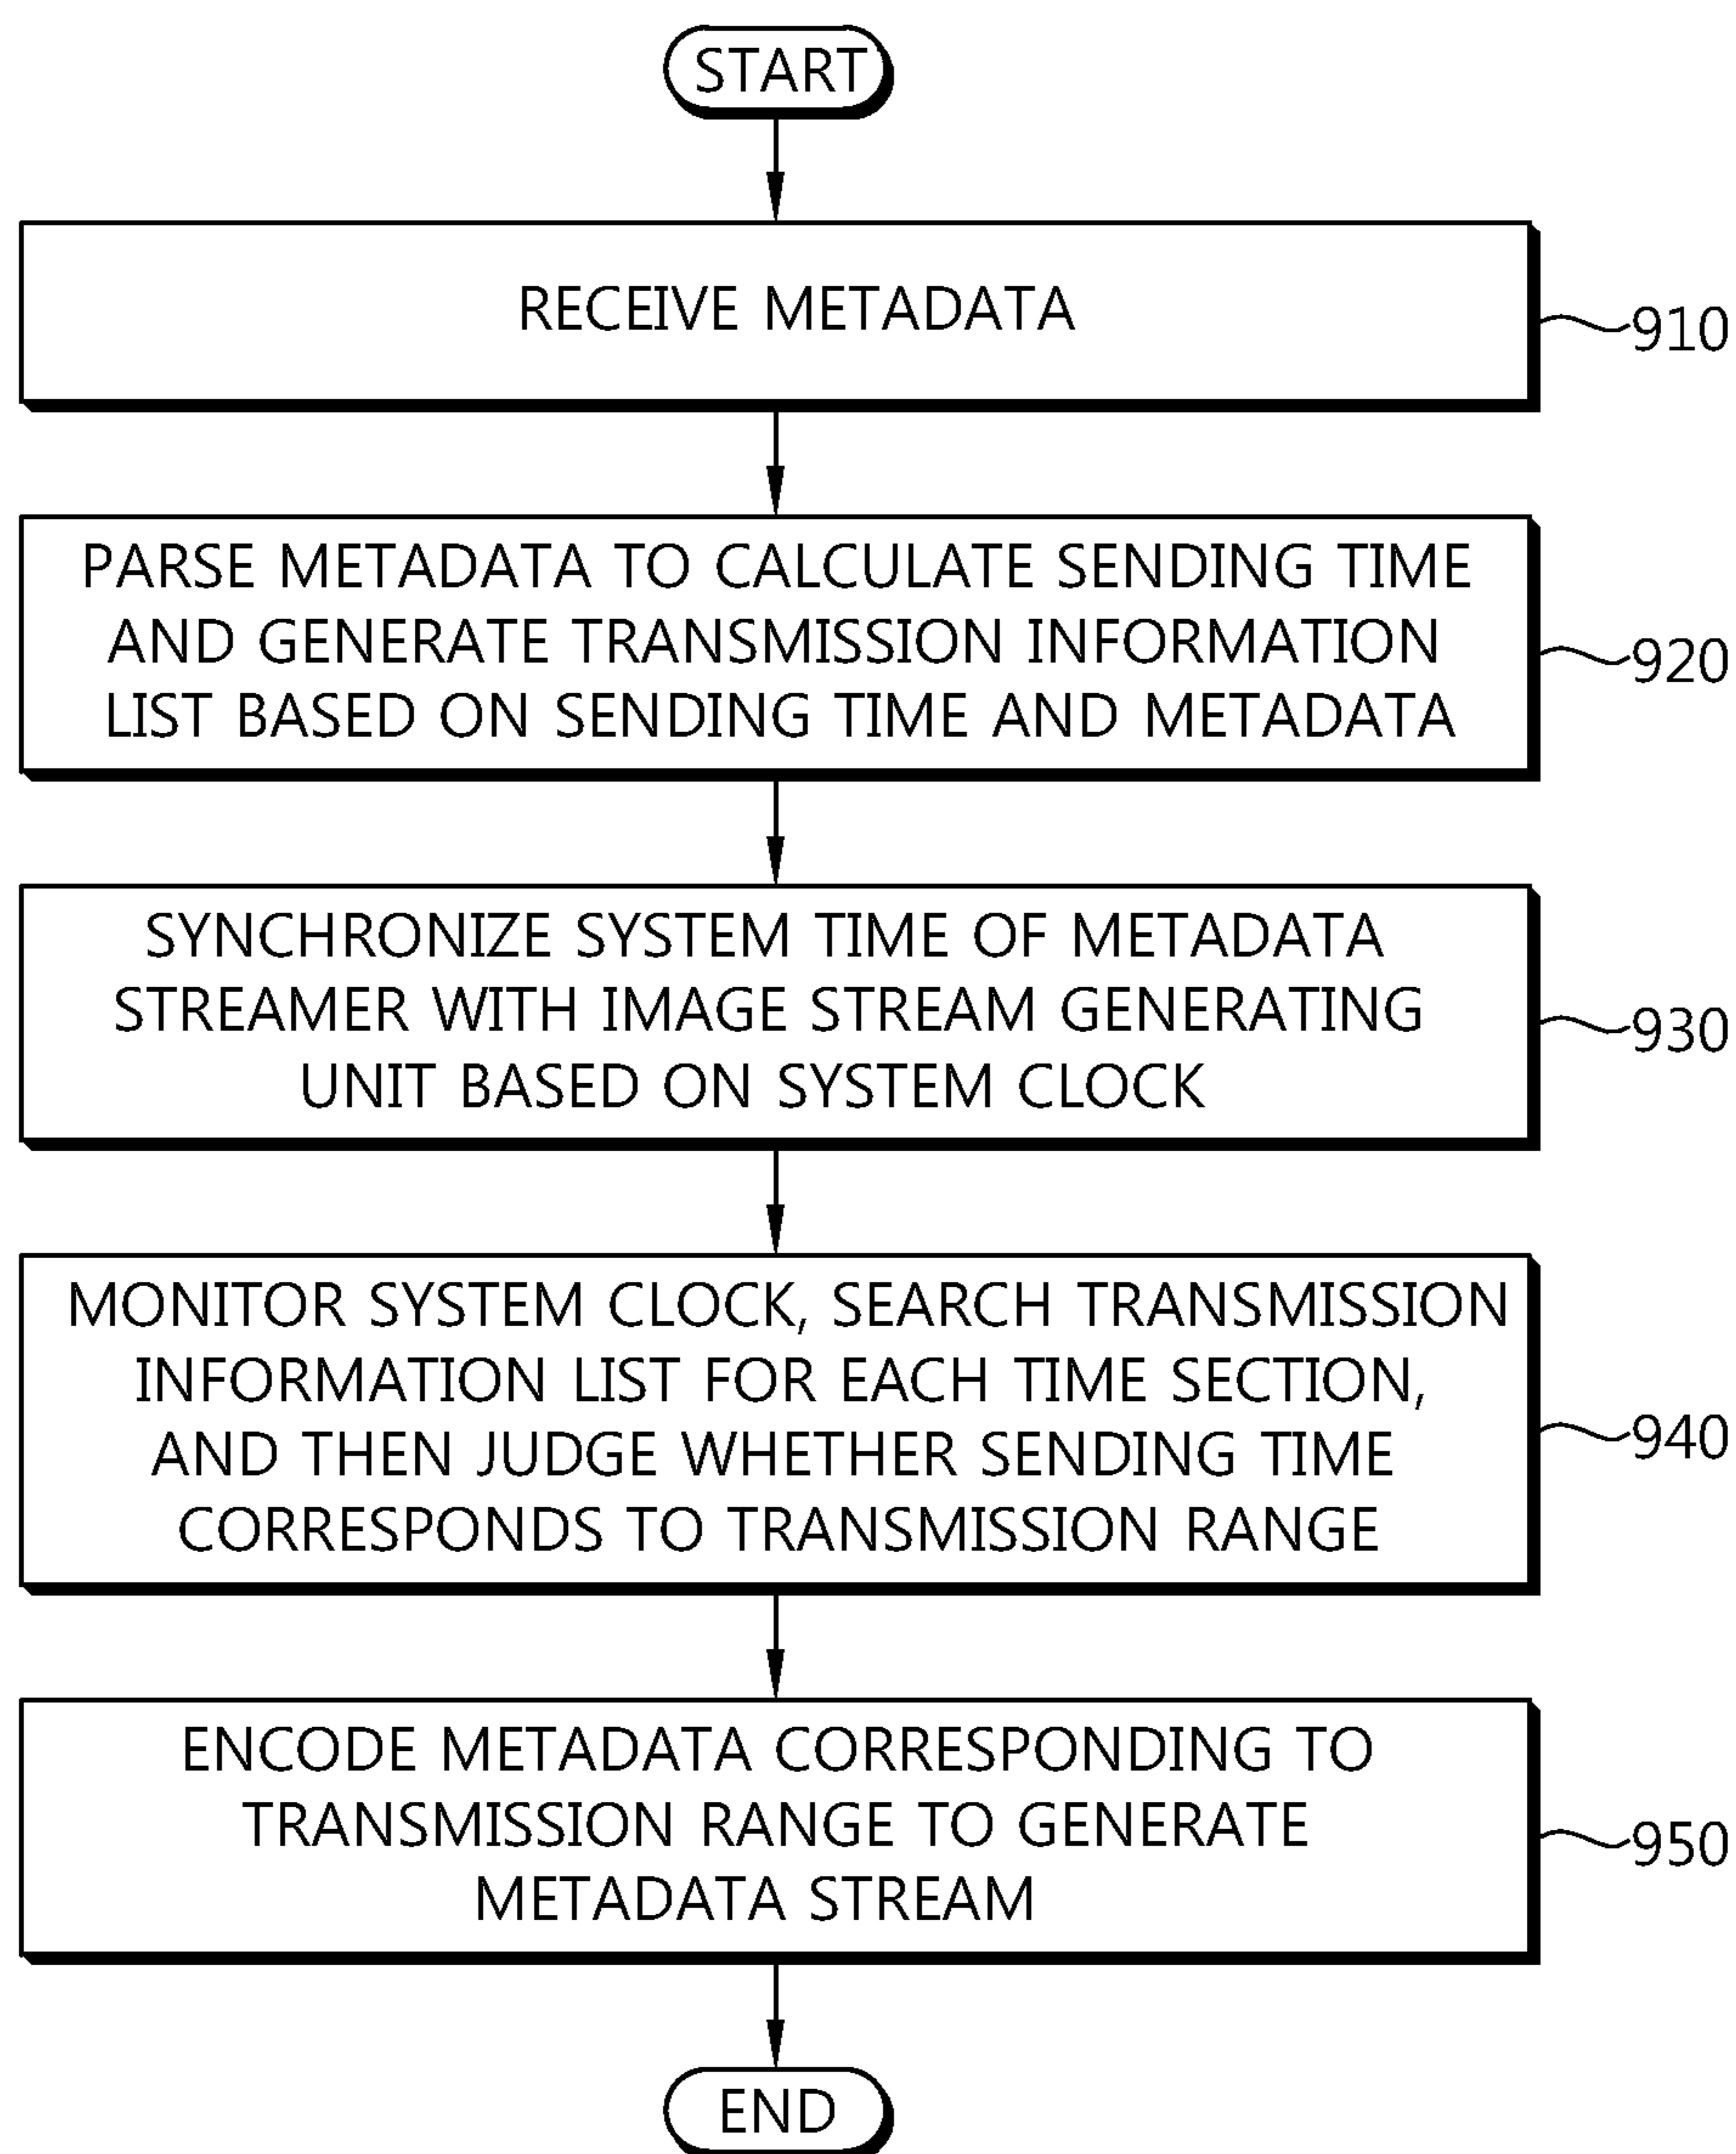 START
RECEIVE METADATA
910
PARSE METADATA TO CALCULATE SENDING TIME
AND GENERATE TRANSMISSION INFORMATION
LIST BASED ON SENDING TIME AND METADATA
920
SYNCHRONIZE SYSTEM TIME OF METADATA
STREAMER WITH IMAGE STREAM GENERATING
UNIT BASED ON SYSTEM CLOCK
930
MONITOR SYSTEM CLOCK, SEARCH TRANSMISSION
INFORMATION LIST FOR EACH TIME SECTION,
AND THEN JUDGE WHETHER SENDING TIME
CORRESPONDS TO TRANSMISSION RANGE
940
ENCODE METADATA CORRESPONDING TO
TRANSMISSION RANGE TO GENERATE
METADATA STREAM
950
END